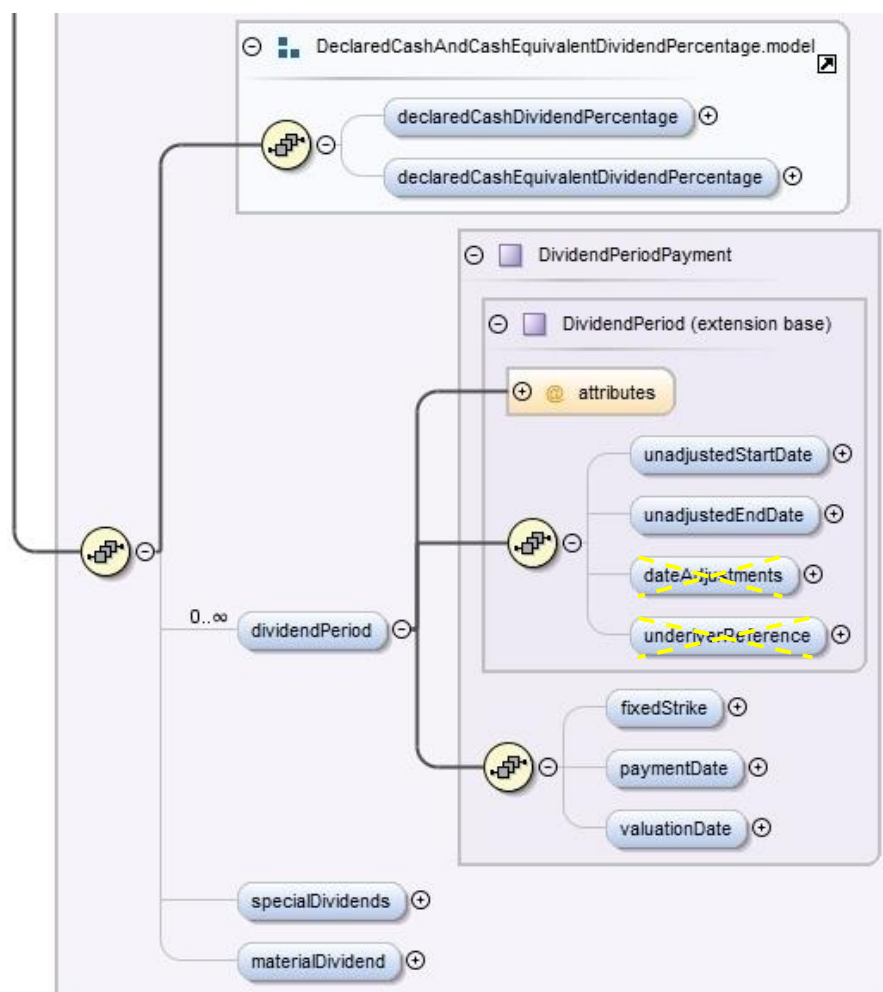 DeclaredCashAndCashEquivalentDividendPercentage.model
declaredCashDividendPercentage
declaredCashEquivalentDividendPercentage
DividendPeriodPayment
DividendPeriod (extension base)
@ attributes
unadjustedStartDate
unadjustedEndDate
dateAdjustments
0..∞
dividendPeriod
underlyerReference
fixedStrike
paymentDate
valuationDate
specialDividends
materialDividend